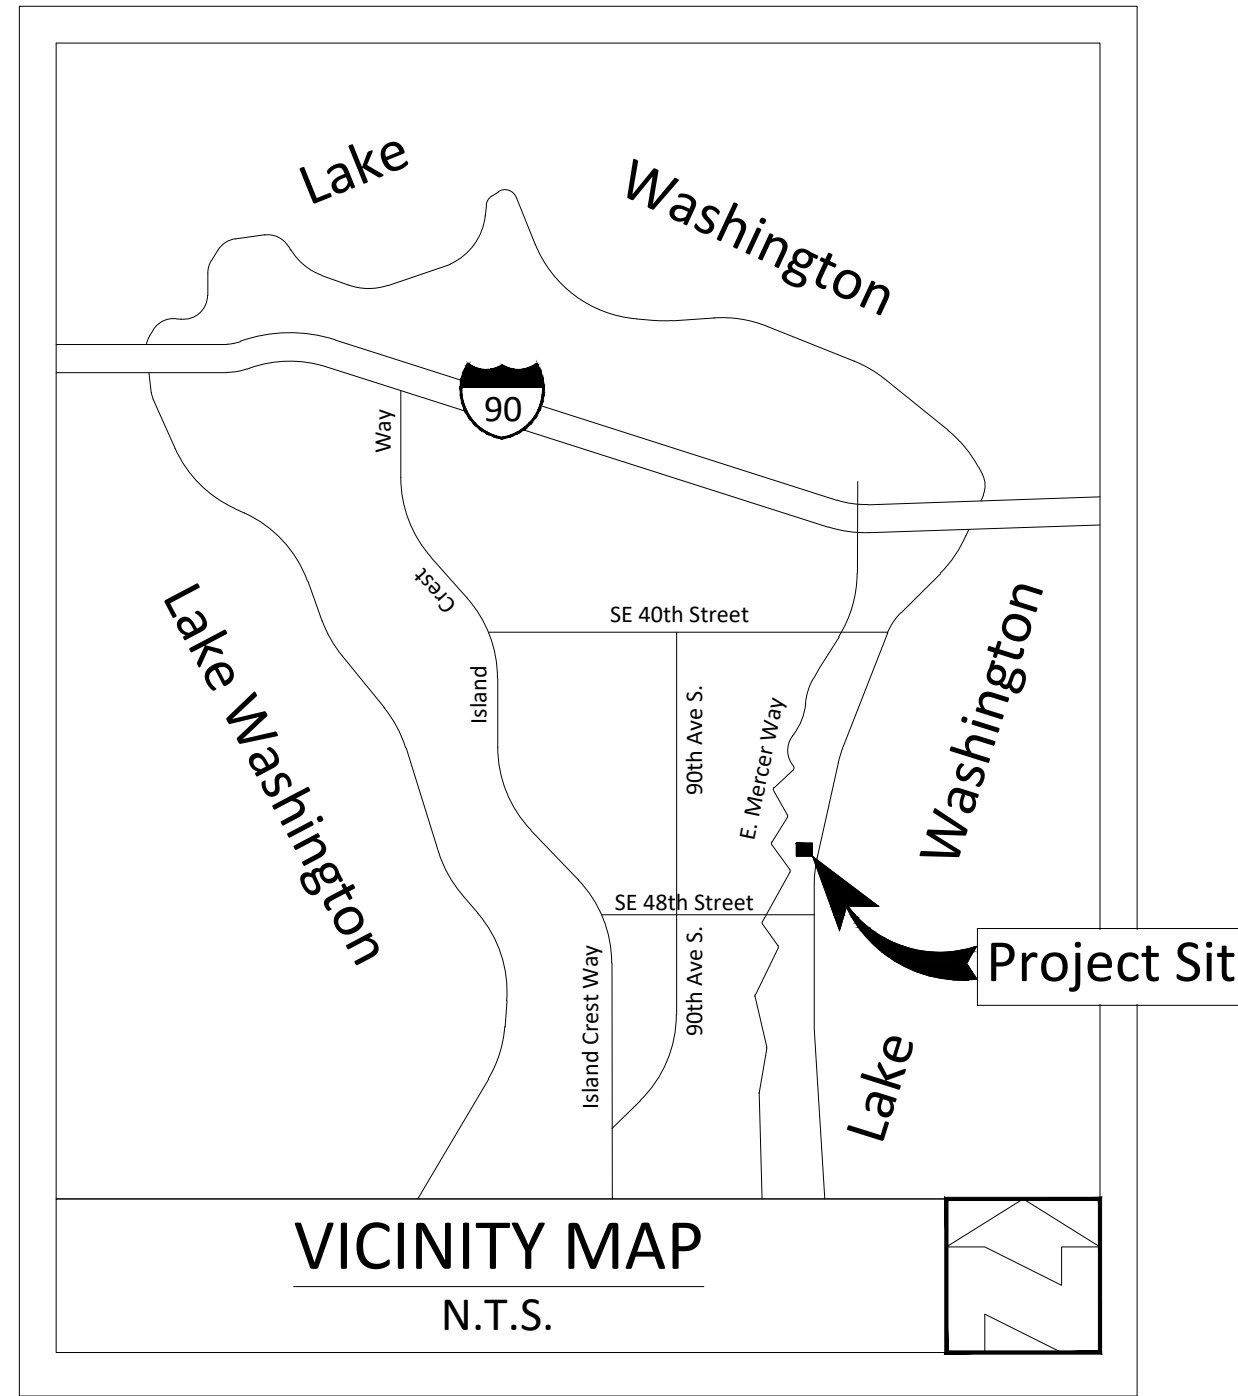 Lake
Washington
90
Way
Crest
SE 40th Street
Island
90th Ave S.
E. Mercer Way
Lake Washington
Washington
SE 48th Street
90th Ave S.
Island Crest Way
Project Sit
Lake
VICINITY MAP
N.T.S.